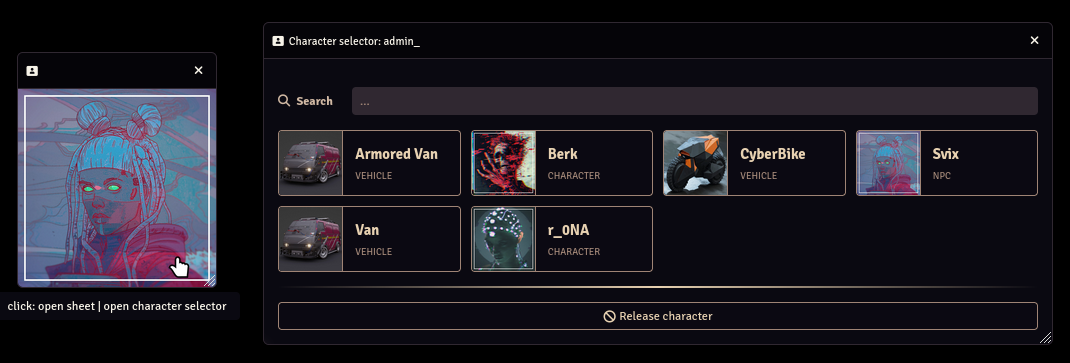 Character selector: admin_
Search
...
Armored Van
VEHICLE
Berk
CHARACTER
CyberBike
VEHICLE
Svix
NPC
Van
VEHICLE
r_0NA
CHARACTER
Release character
click: open sheet | open character selector